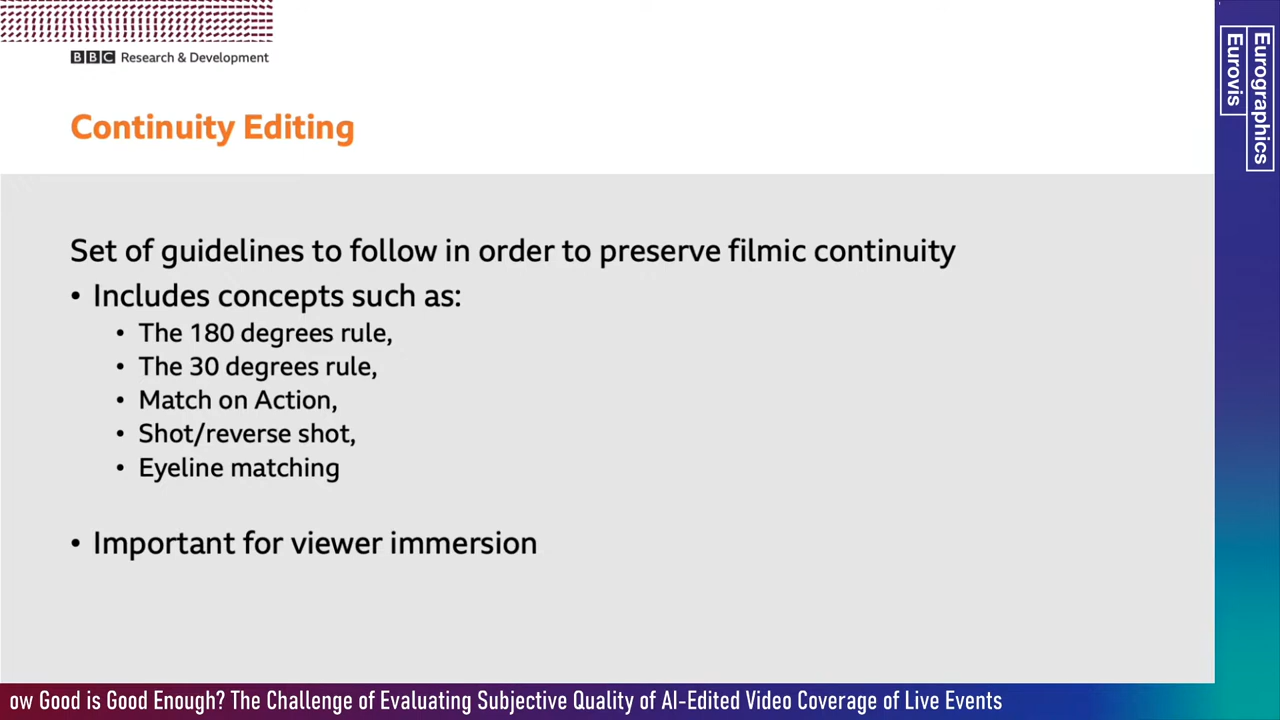 BBC Research & Development
Continuity Editing
Set of guidelines to follow in order to preserve filmic continuity
• Includes concepts such as:
• The 180 degrees rule,
• The 30 degrees rule,
• Match on Action,
• Shot/reverse shot,
• Eyeline matching
• Important for viewer immersion
Eurographics
Eurovis
ow Good is Good Enough? The Challenge of Evaluating Subjective Quality of AI-Edited Video Coverage of Live Events